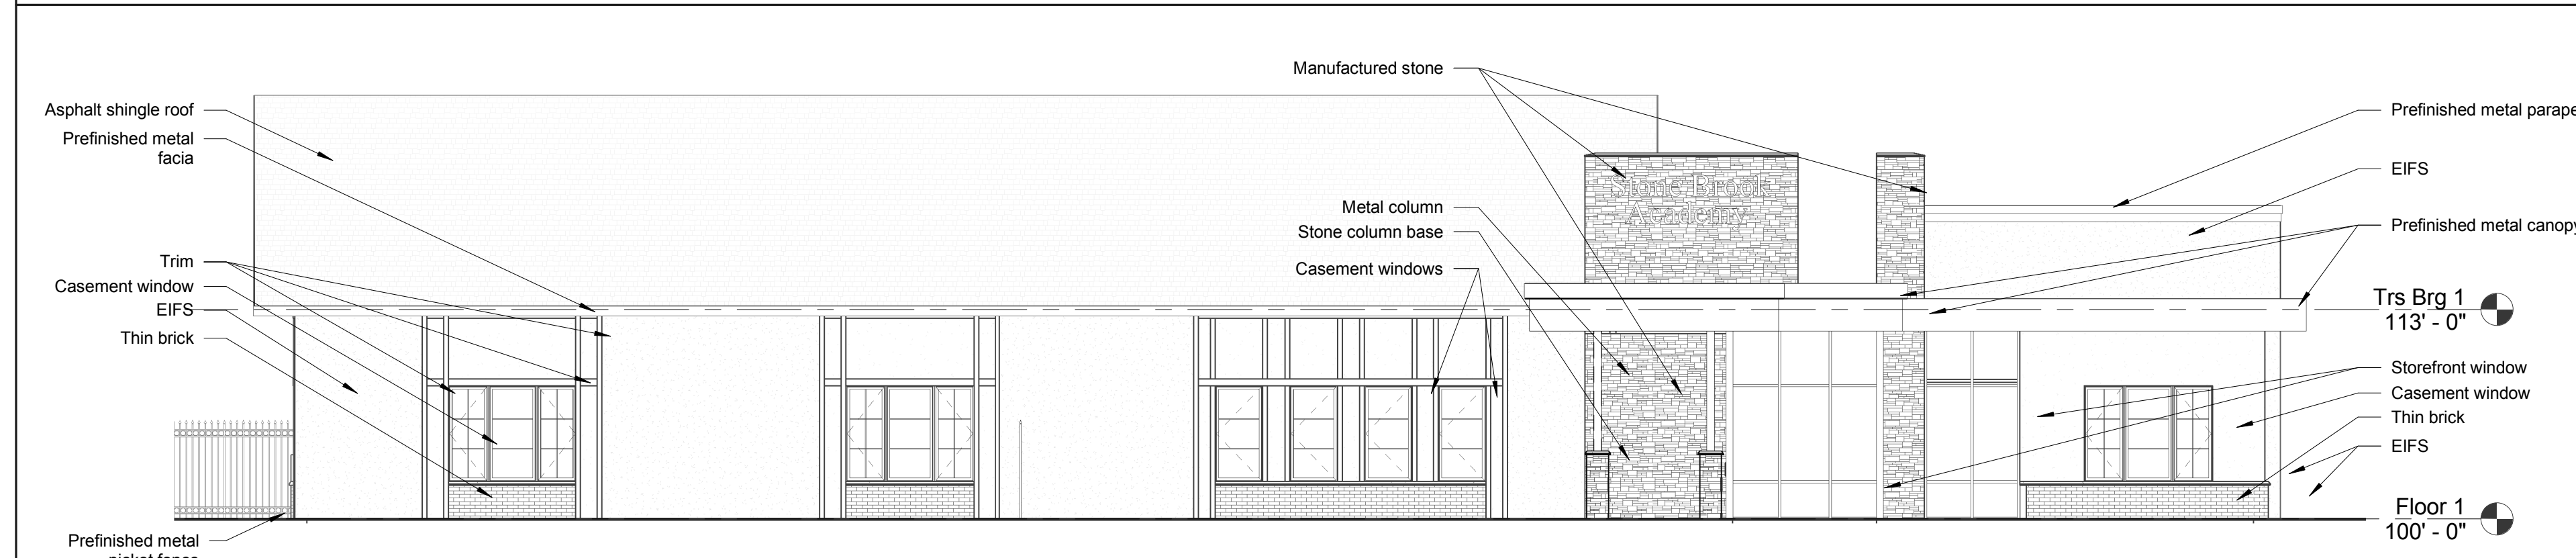 Asphalt shingle roof
Prefinished metal
facia
Trim
Casement window
EIFS
Thin brick
Prefinished metal
picket fence
Manufactured stone
Metal column
Stone column base
Casement windows
Stone Brook
Academy
Prefinished metal parape
EIFS
Prefinished metal canopy
Trs Brg 1
113' - 0"
Storefront window
Casement window
Thin brick
EIFS
Floor 1
100' - 0"